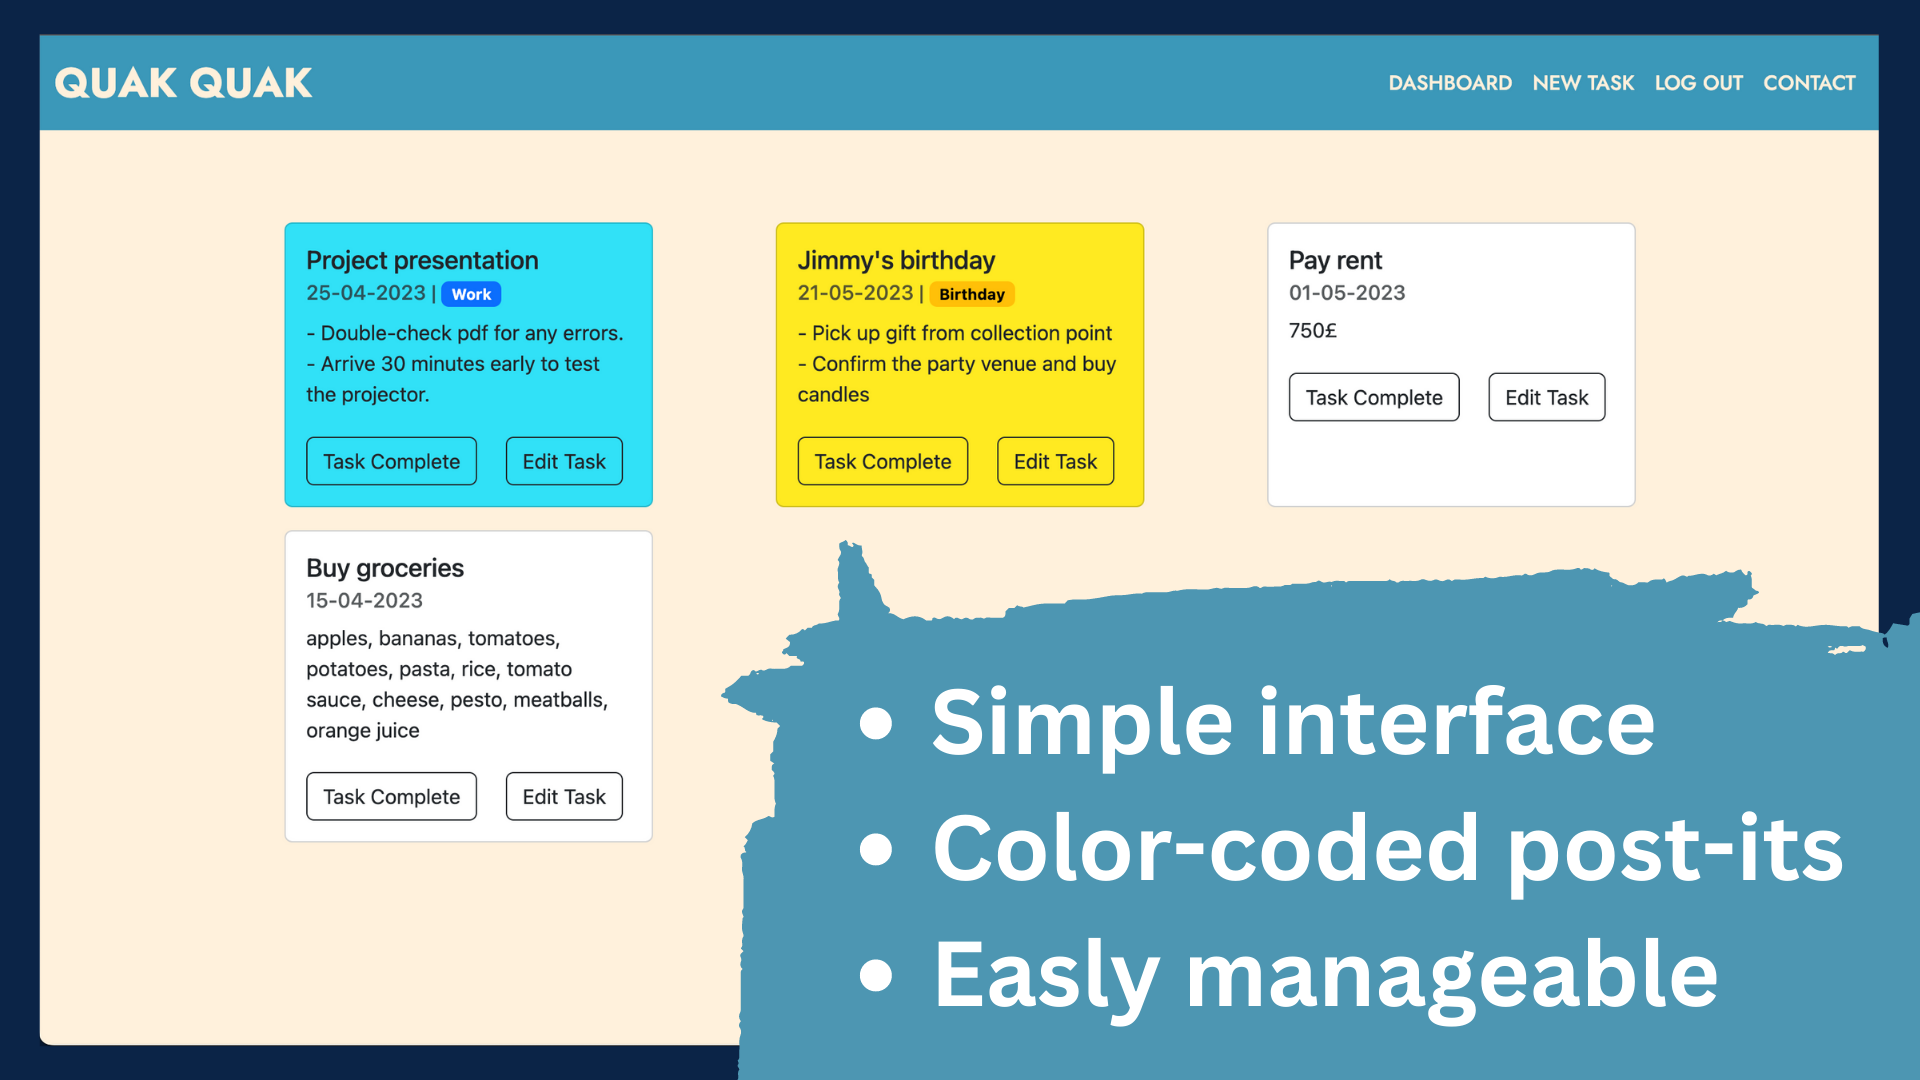 QUAK QUAK
DASHBOARD NEW TASK LOG OUT CONTACT
Project presentation
25-04-2023 | Work
- Double-check pdf for any errors.
- Arrive 30 minutes early to test
the projector.
Task Complete Edit Task
Jimmy's birthday
21-05-2023 | Birthday
- Pick up gift from collection point
- Confirm the party venue and buy
candles
Task Complete Edit Task
Pay rent
01-05-2023
750£
Task Complete Edit Task
Buy groceries
15-04-2023
apples, bananas, tomatoes,
potatoes, pasta, rice, tomato
sauce, cheese, pesto, meatballs,
orange juice
Task Complete Edit Task
• Simple interface
• Color-coded post-its
• Easly manageable